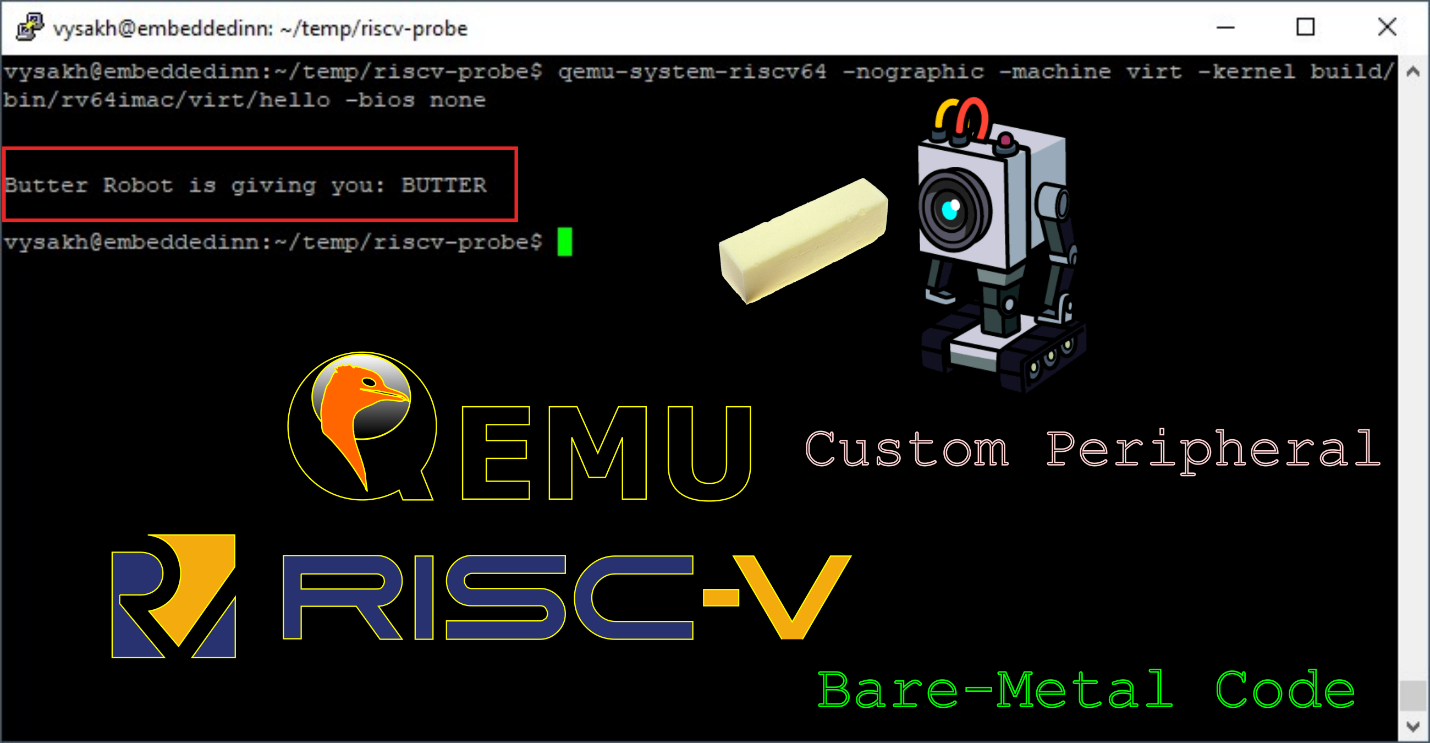 vysakh@embeddedinn: ~/temp/riscv-probe
vysakh@embeddedinn:~/temp/riscv-probe$ qemu-system-riscv64 -nographic -machine virt -kernel build/
bin/rv64imac/virt/hello -bios none
Butter Robot is giving you: BUTTER
vysakh@embeddedinn:~/temp/riscv-probe$
QEMU
Custom Peripheral
RISC-V
Bare-Metal Code